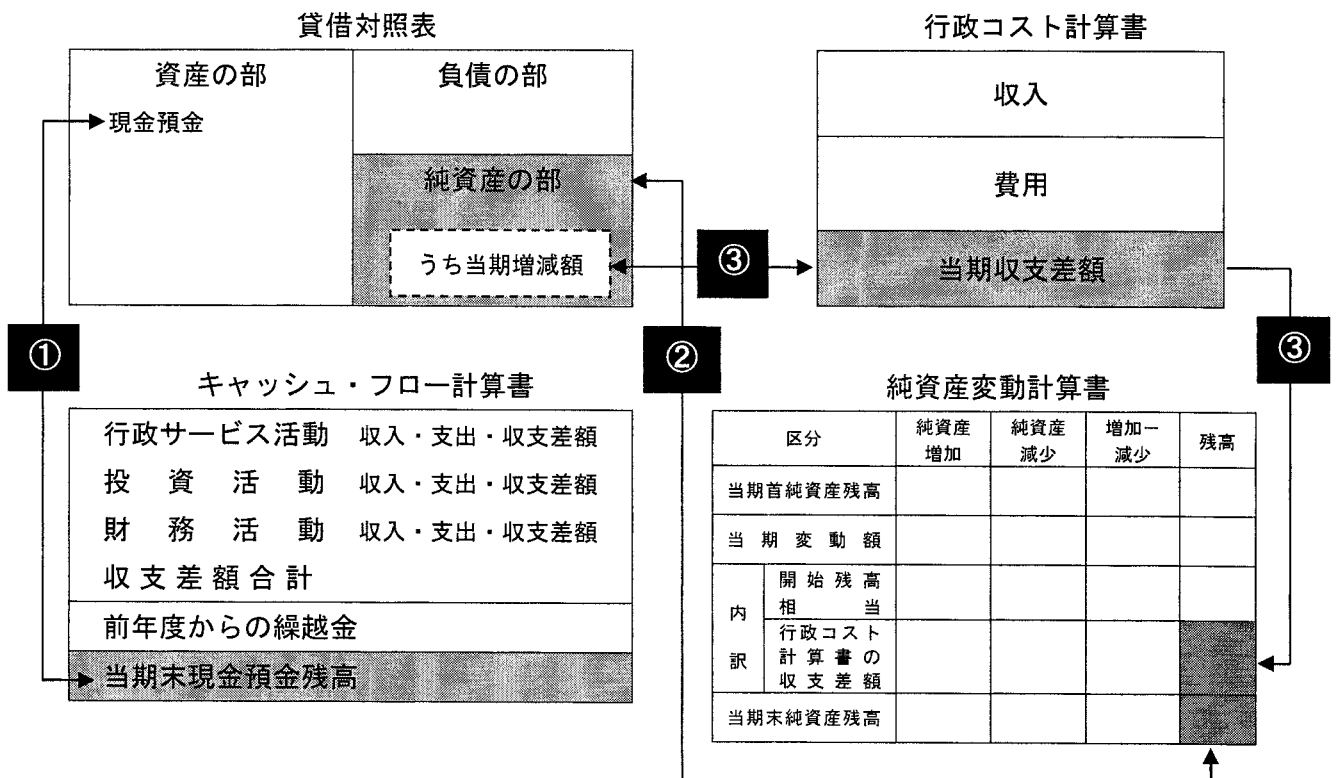 貸借対照表
資産の部
負債の部
現金預金
純資産の部
うち当期増減額
行政コスト計算書
収入
費用
当期収支差額
①
②
③
③
キャッシュ・フロー計算書
行政サービス活動 収入・支出・収支差額
投資活動 収入・支出・収支差額
財務活動 収入・支出・収支差額
収支差額合計
前年度からの繰越金
当期末現金預金残高
純資産変動計算書
区分
純資産
増加
純資産
減少
増加ー
減少
残高
当期首純資産残高
当期変動額
内
訳
開始残高
相当
行政コスト
計算書の
収支差額
当期末純資産残高